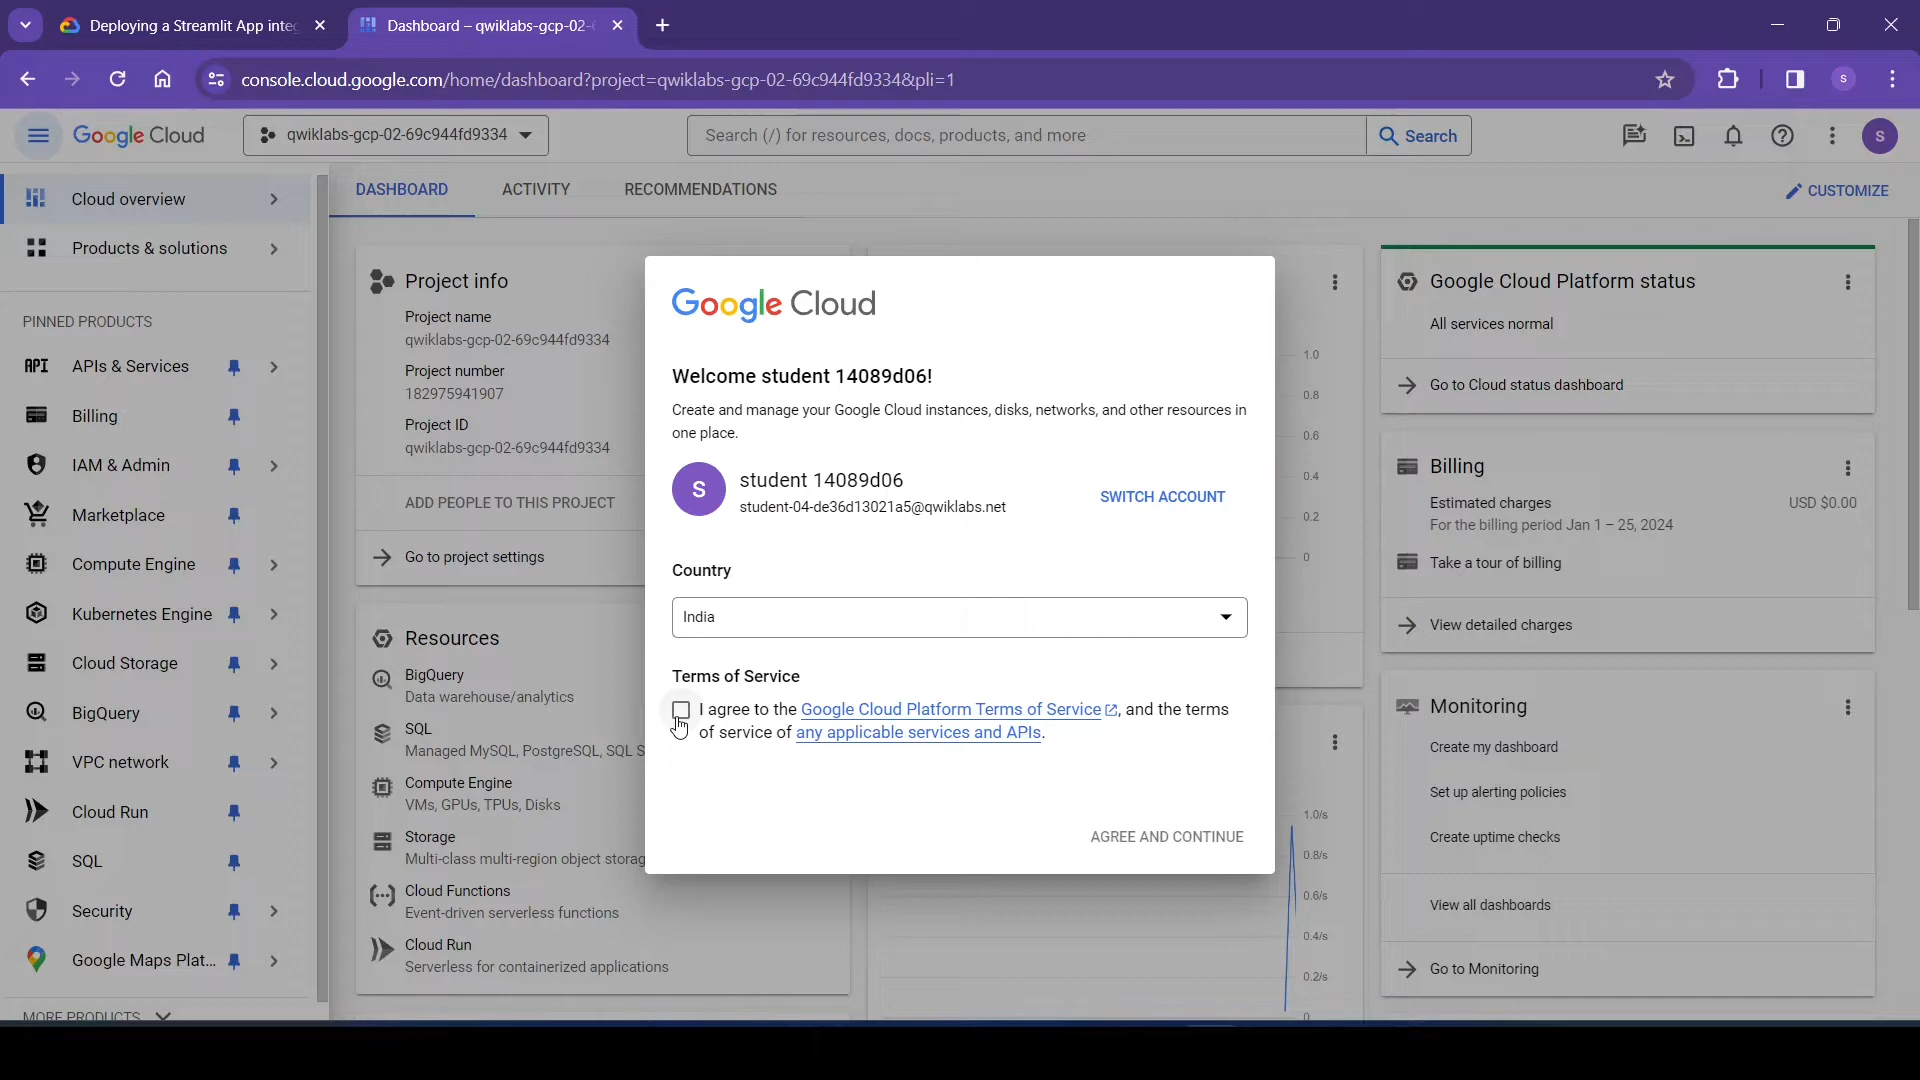 Deploying a Streamlit App inte
Dashboard – qwiklabs-gcp-02-
console.cloud.google.com/home/dashboard?project=qwiklabs-gcp-02-69c944fd9334&pli=1
S
Google Cloud
qwiklabs-gcp-02-69c944fd9334
Search (/) for resources, docs, products, and more
Search
S
Cloud overview
Products & solutions
PINNED PRODUCTS
API APIs & Services
Billing
IAM & Admin
Marketplace
Compute Engine
Kubernetes Engine
Cloud Storage
BigQuery
VPC network
Cloud Run
SQL
Security
Google Maps Plat...
MORE PRODUCTS
DASHBOARD
ACTIVITY
RECOMMENDATIONS
CUSTOMIZE
Project info
Project name
qwiklabs-gcp-02-69c944fd9334
Project number
182975941907
Project ID
qwiklabs-gcp-02-69c944fd9334
ADD PEOPLE TO THIS PROJECT
Go to project settings
Resources
BigQuery
Data warehouse/analytics
SQL
Managed MySQL, PostgreSQL, SQL S
Compute Engine
VMs, GPUs, TPUs, Disks
Storage
Multi-class multi-region object storag
Cloud Functions
Event-driven serverless functions
Cloud Run
Serverless for containerized applications
Google Cloud
Welcome student 14089d06!
Create and manage your Google Cloud instances, disks, networks, and other resources in
one place.
S
student 14089d06
student-04-de36d13021a5@qwiklabs.net
SWITCH ACCOUNT
Country
India
Terms of Service
I agree to the Google Cloud Platform Terms of Service, and the terms
of service of any applicable services and APIs.
AGREE AND CONTINUE
1.0
0.8
0.6
0.4
0.2
0
1.0/s
0.8/s
0.6/s
0.4/s
0.2/s
0
Google Cloud Platform status
All services normal
Go to Cloud status dashboard
Billing
Estimated charges
USD $0.00
For the billing period Jan 1 – 25, 2024
Take a tour of billing
View detailed charges
Monitoring
Create my dashboard
Set up alerting policies
Create uptime checks
View all dashboards
Go to Monitoring